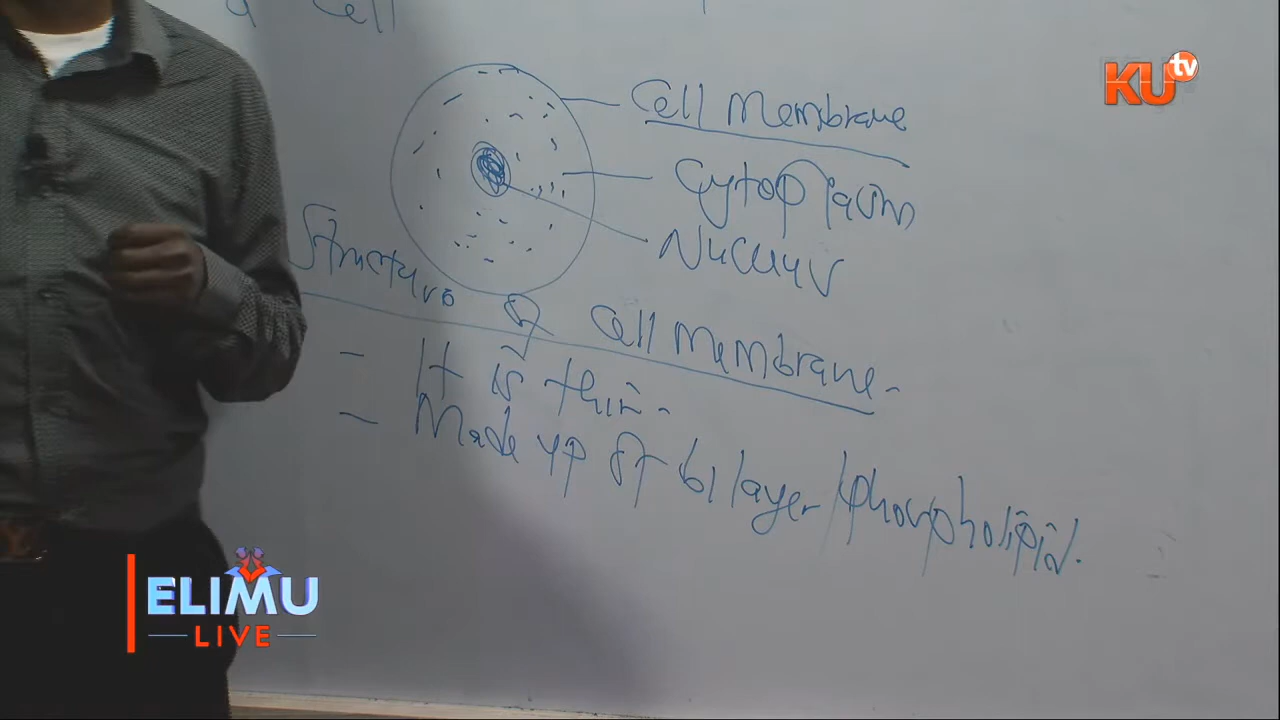 a Cell
KU tv
Cell Membrane
Cytoplasm
Nucleus
Structure of Cell Membrane.
- It is thin.
- Made up of bilayer/phospholipid.
ELIMU
LIVE